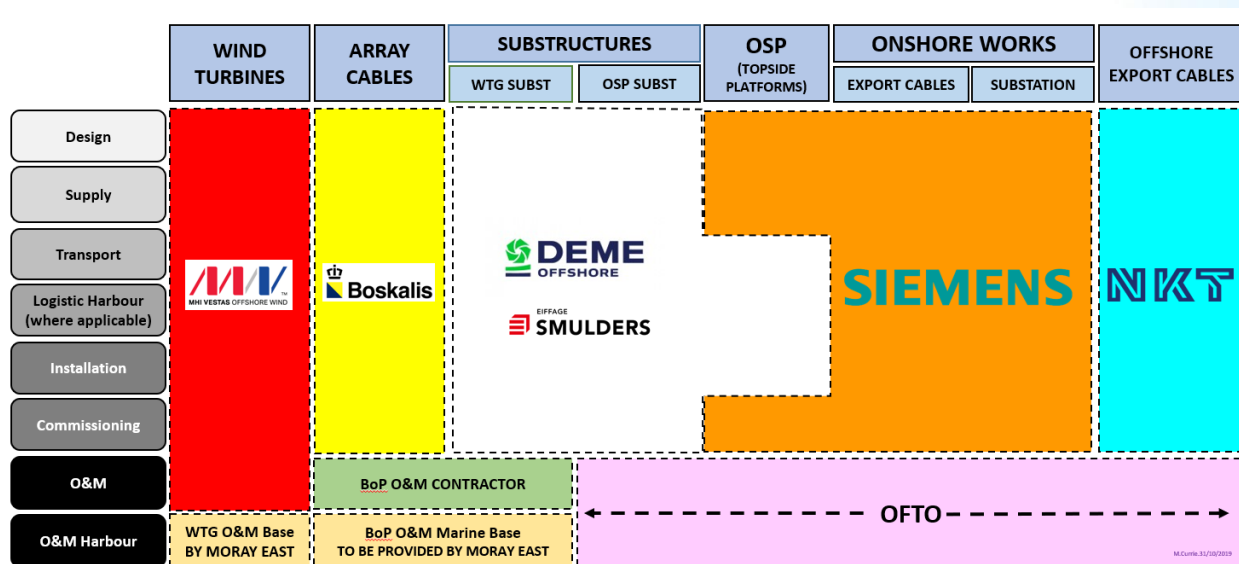 WIND
TURBINES
ARRAY
CABLES
SUBSTRUCTURES
WTG SUBST
OSP SUBST
OSP
(TOPSIDE
PLATFORMS)
ONSHORE WORKS
EXPORT CABLES
SUBSTATION
OFFSHORE
EXPORT CABLES
Design
Supply
Transport
Logistic Harbour
(where applicable)
Installation
Commissioning
O&M
O&M Harbour
MHI VESTAS OFFSHORE WIND™
Boskalis
DEME
OFFSHORE
EIFFAGE
SMULDERS
SIEMENS
NKT
BoP O&M CONTRACTOR
OFTO
WTG O&M Base
BY MORAY EAST
BoP O&M Marine Base
TO BE PROVIDED BY MORAY EAST
M.Currie.31/10/2019